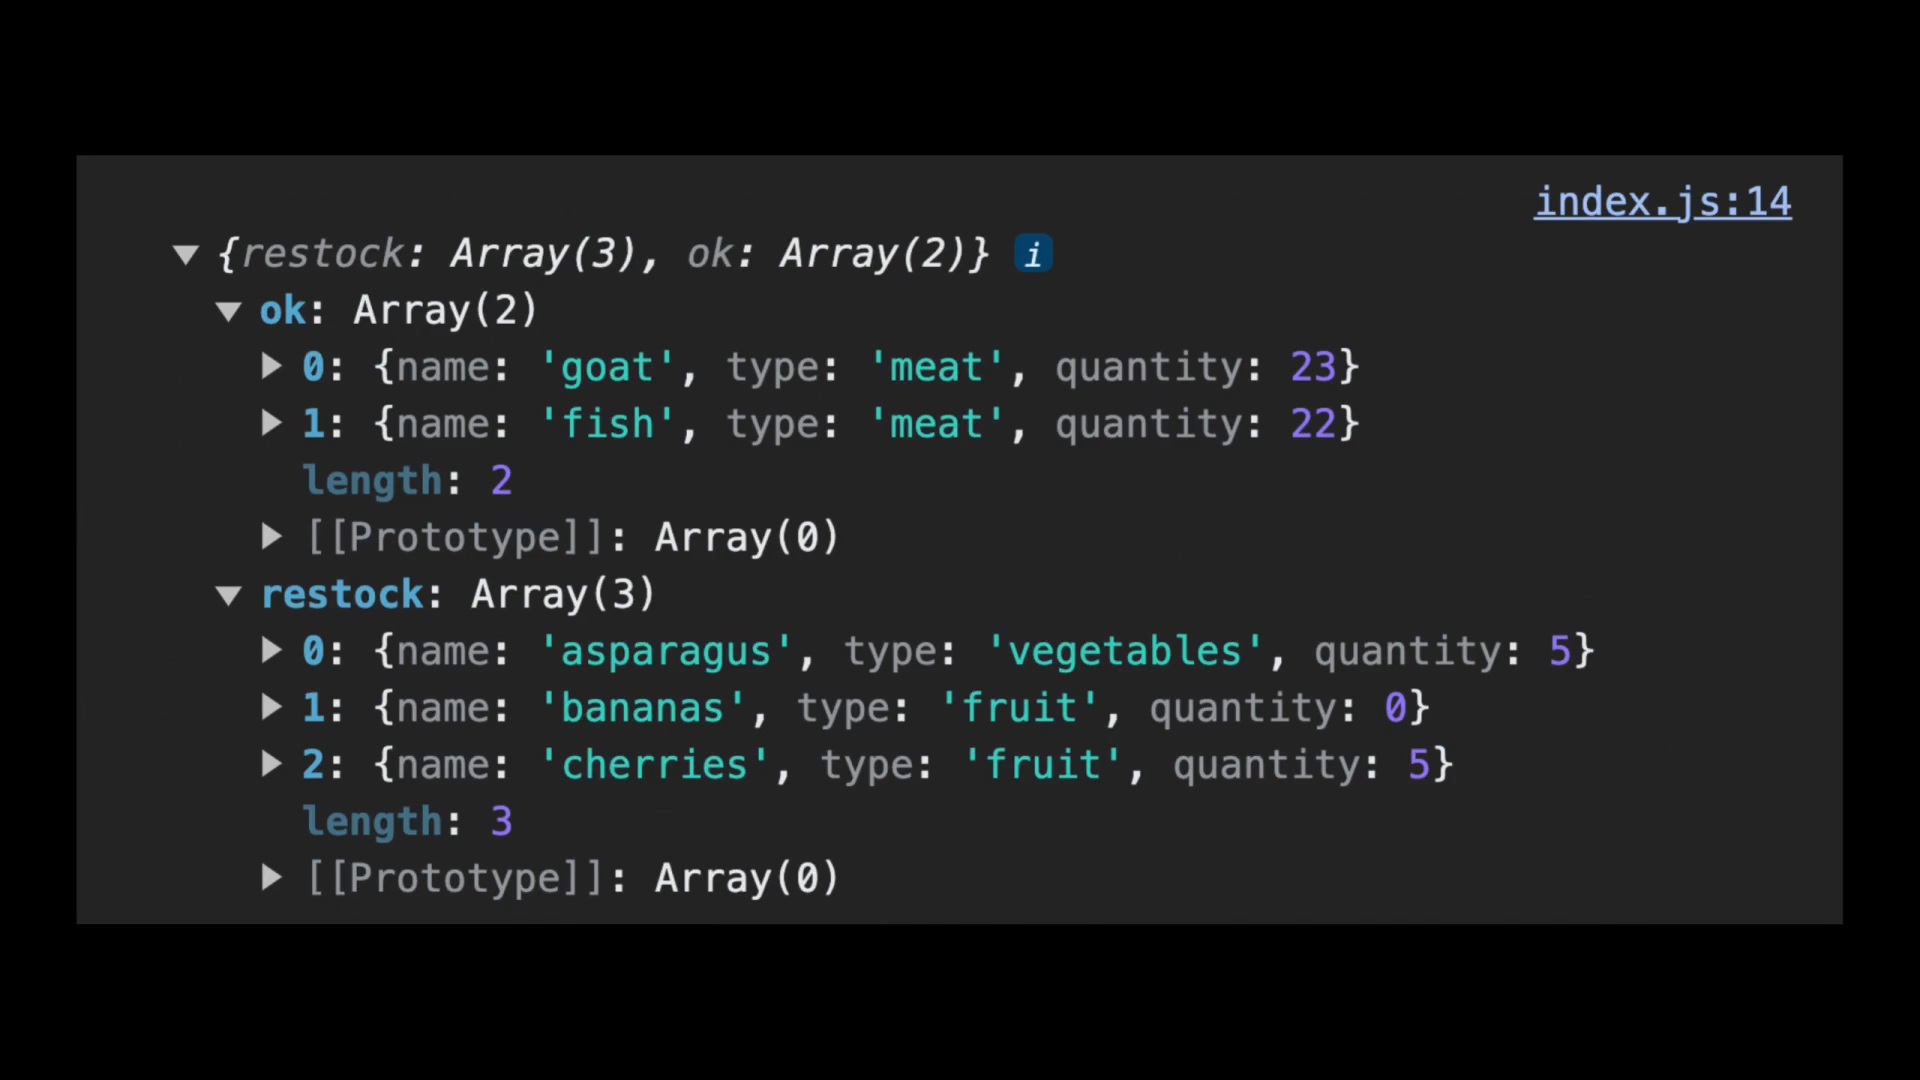 index.js:14
▼ {restock: Array(3), ok: Array(2)} i
▼ ok: Array(2)
▶ 0: {name: 'goat', type: 'meat', quantity: 23}
▶ 1: {name: 'fish', type: 'meat', quantity: 22}
length: 2
▶ [[Prototype]]: Array(0)
▼ restock: Array(3)
▶ 0: {name: 'asparagus', type: 'vegetables', quantity: 5}
▶ 1: {name: 'bananas', type: 'fruit', quantity: 0}
▶ 2: {name: 'cherries', type: 'fruit', quantity: 5}
length: 3
▶ [[Prototype]]: Array(0)